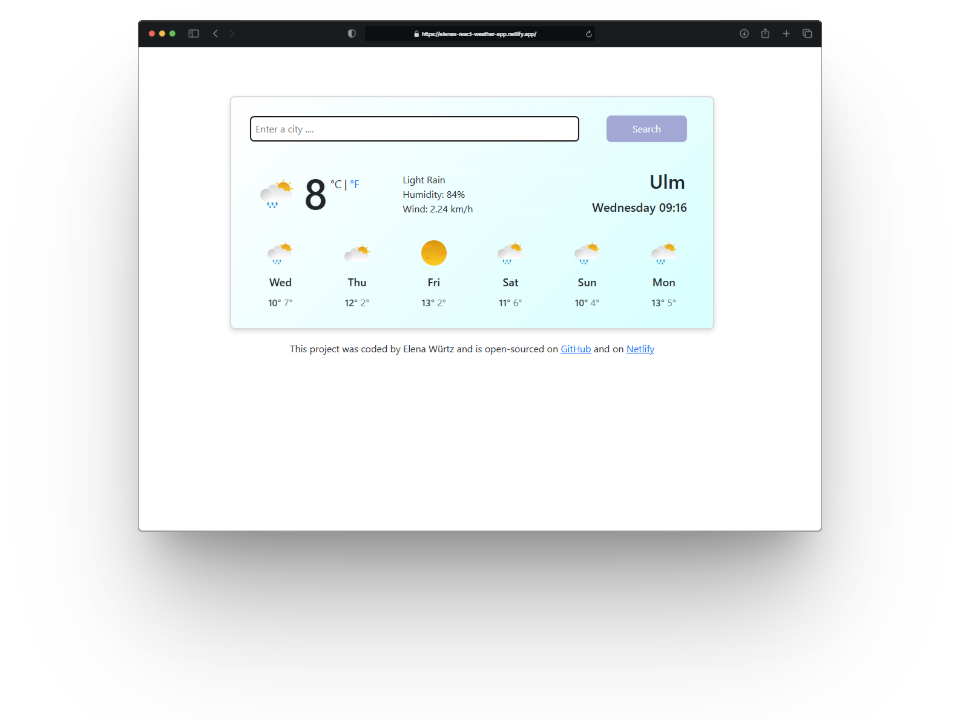 https://elenas-react-weather-app.netlify.app/
Enter a city ....
Search
8 °C | °F
Light Rain
Humidity: 84%
Wind: 2.24 km/h
Ulm
Wednesday 09:16
Wed Thu Fri Sat Sun Mon
10° 7° 12° 2° 13° 2° 11° 6° 10° 4° 13° 5°
This project was coded by Elena Würtz and is open-sourced on GitHub and on Netlify